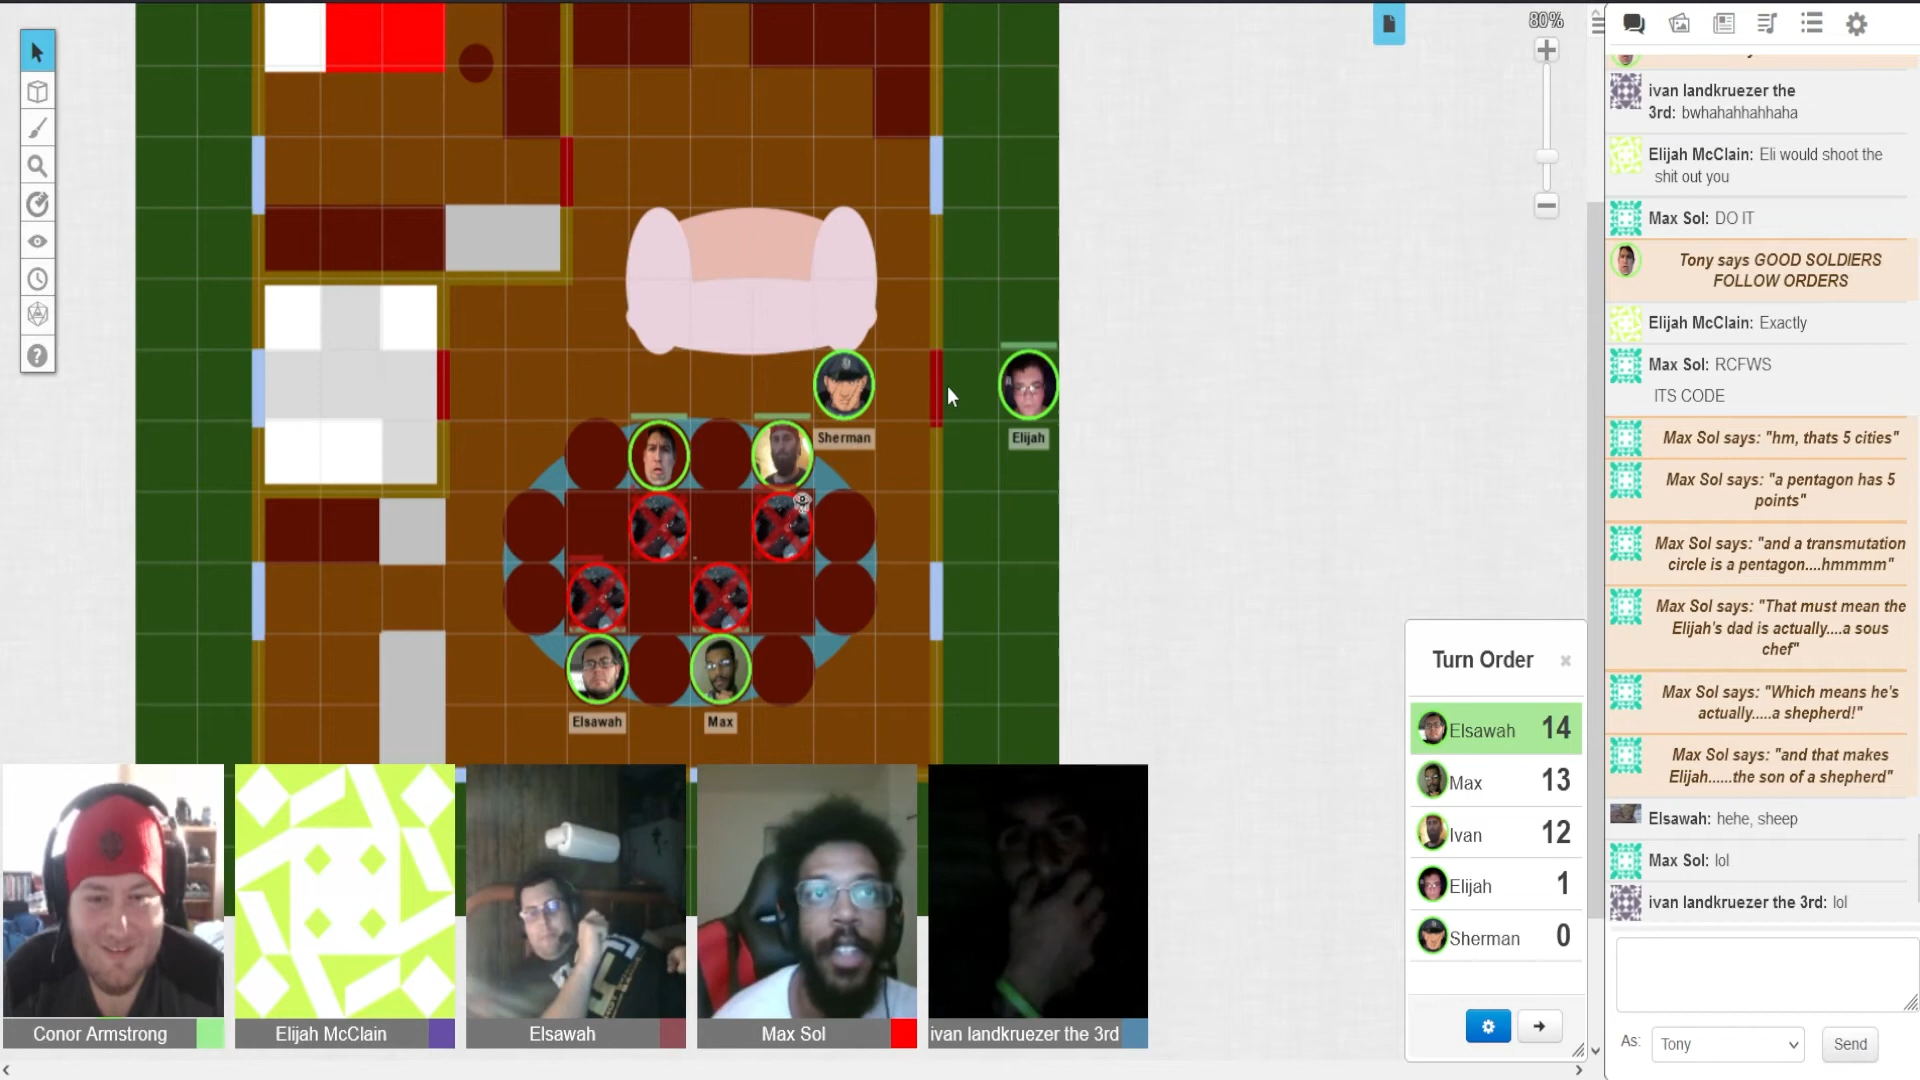 80%
ivan landkruezer the
3rd: bwhahahhahhaha
Elijah McClain: Eli would shoot the
shit out you
Max Sol: DO IT
Tony says GOOD SOLDIERS
FOLLOW ORDERS
Elijah McClain: Exactly
Max Sol: RCFWS
ITS CODE
Max Sol says: "hm, thats 5 cities"
Max Sol says: "a pentagon has 5
points"
Max Sol says: "and a transmutation
circle is a pentagon....hmmmm"
Max Sol says: "That must mean the
Elijah's dad is actually....a sous
chef"
Max Sol says: "Which means he's
actually.....a shepherd!"
Max Sol says: "and that makes
Elijah......the son of a shepherd"
Elsawah: hehe, sheep
Max Sol: lol
ivan landkruezer the 3rd: lol
As:
Tony
Send
Sherman
Elijah
Elsawah
Max
Turn Order
Elsawah 14
Max 13
Ivan 12
Elijah 1
Sherman 0
Conor Armstrong
Elijah McClain
Elsawah
Max Sol
ivan landkruezer the 3rd